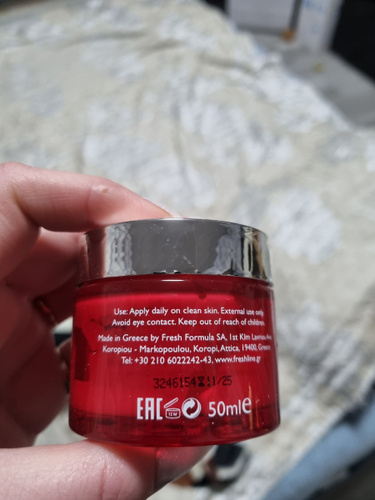 Use: Apply daily on clean skin. External use only.
Avoid eye contact. Keep out of reach of children.
Made in Greece by Fresh Formula SA, 1st Klm
Koropiou - Markopoulou, Koropi, Attica, 19400, Greece
Tel: +30 210 6022242-43, www.freshline.gr
3246154 11/25
EAC 12M 50ml e